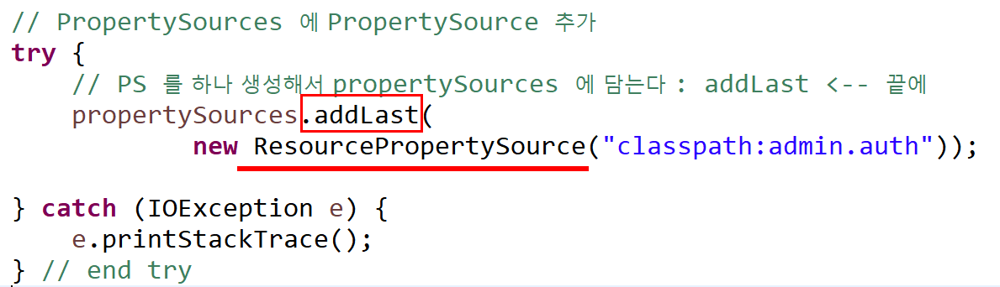 // PropertySources 에 PropertySource 추가
try {
// PS 를 하나 생성해서 propertySources 에 담는다 : addLast <-- 끝에
propertySources.addLast(
new ResourcePropertySource("classpath:admin.auth"));
} catch (IOException e) {
e.printStackTrace();
} // end try